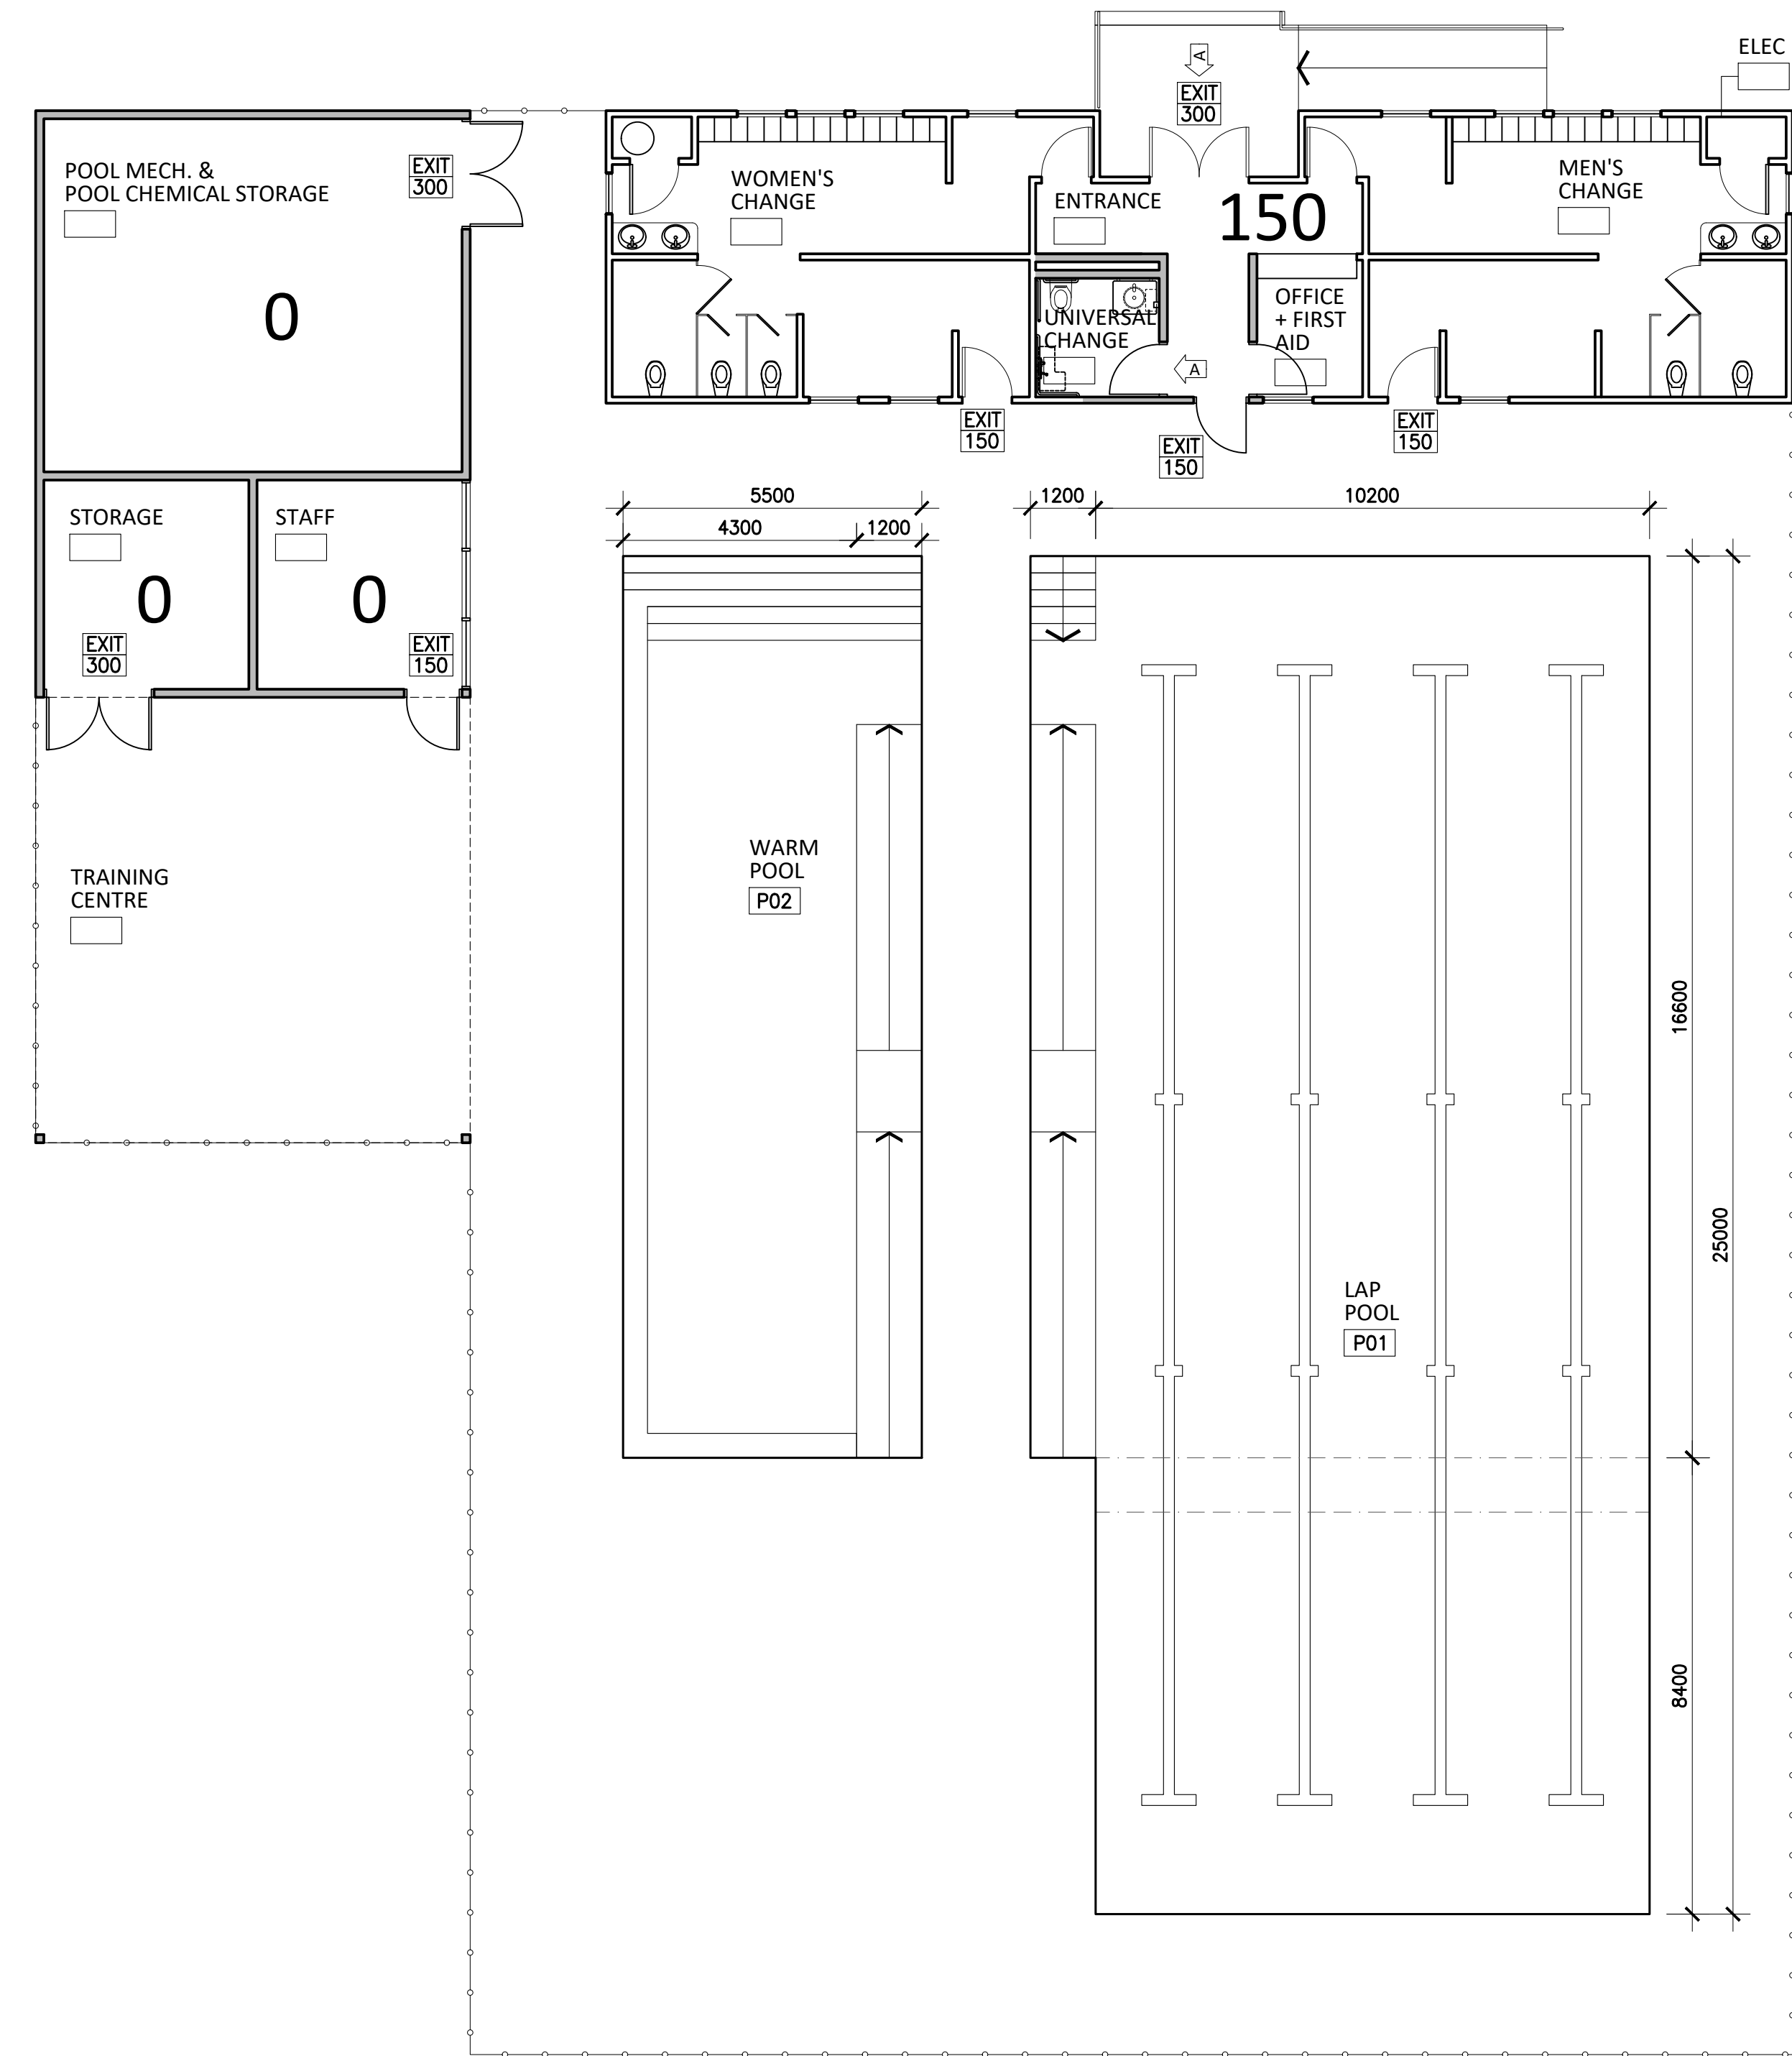 ELEC
A
EXIT
300
POOL MECH. &
POOL CHEMICAL STORAGE
EXIT
300
0
WOMEN'S
CHANGE
ENTRANCE
150
MEN'S
CHANGE
UNIVERSAL
CHANGE
A
OFFICE
+ FIRST
AID
EXIT
150
EXIT
150
EXIT
150
STORAGE
0
EXIT
300
STAFF
0
EXIT
150
5500
4300
1200
1200
10200
TRAINING
CENTRE
WARM
POOL
P02
LAP
POOL
P01
16600
25000
8400